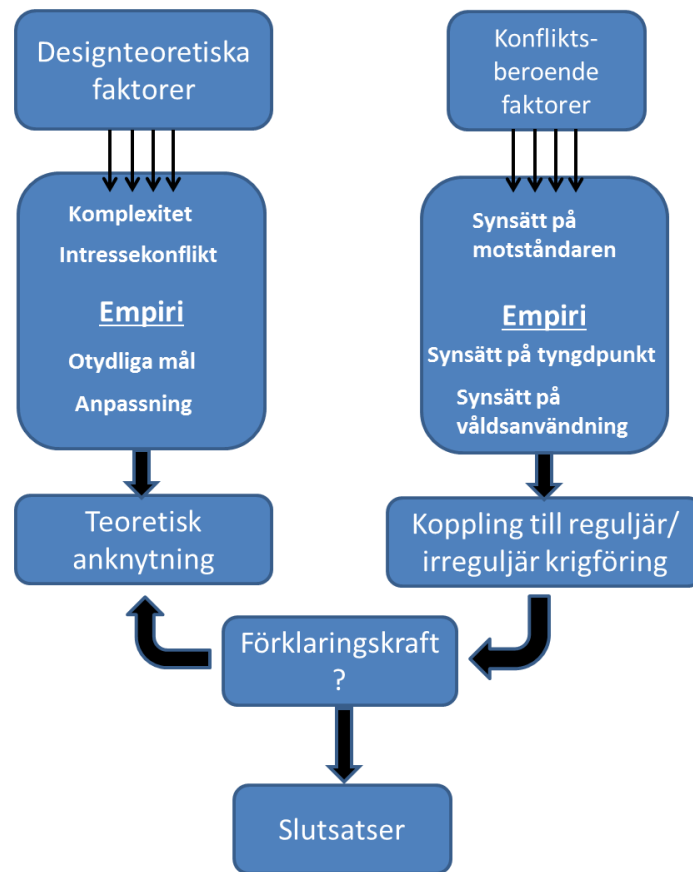 Designteoretiska
faktorer
Konflikts-
beroende
faktorer
Komplexitet
Intressekonflikt
Empiri
Otydliga mål
Anpassning
Synsätt på
motståndaren
Empiri
Synsätt på tyngdpunkt
Synsätt på
våldsanvändning
Teoretisk
anknytning
Koppling till reguljär/
irreguljär krigföring
Förklaringskraft
?
Slutsatser